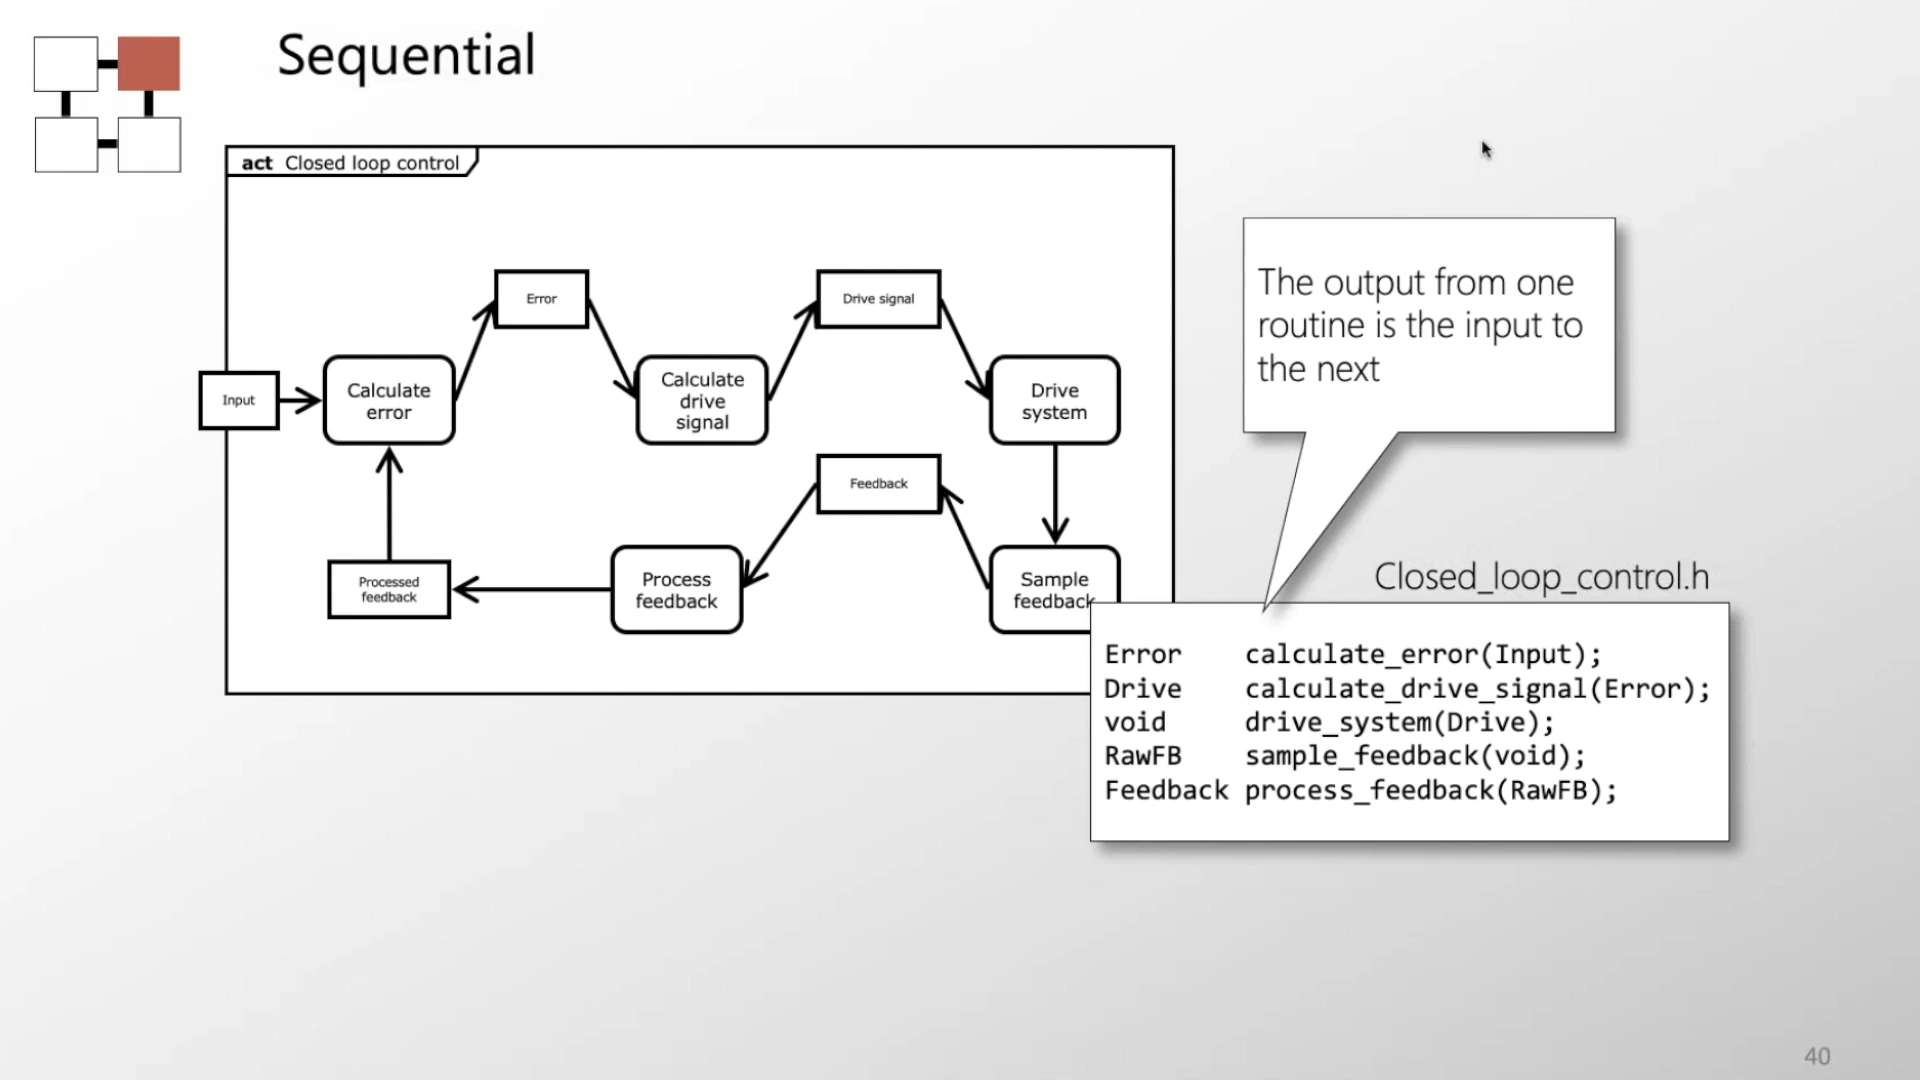 Sequential
act Closed loop control
Error
Drive signal
Input
Calculate
error
Calculate
drive
signal
Drive
system
Feedback
Processed
feedback
Process
feedback
Sample
feedback
The output from one
routine is the input to
the next
Closed_loop_control.h
Error calculate_error(Input);
Drive calculate_drive_signal(Error);
void drive_system(Drive);
RawFB sample_feedback(void);
Feedback process_feedback(RawFB);
40